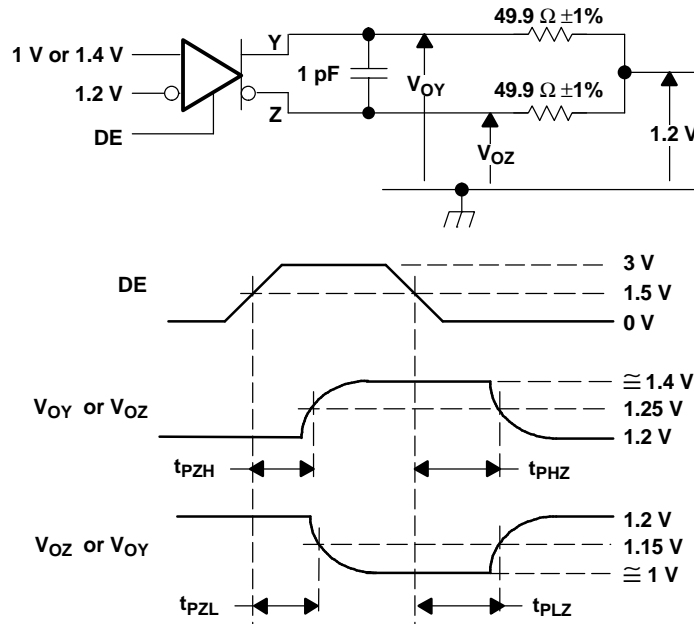 49.9 Ω ±1%
Y
1 V or 1.4 V
1 pF
VOY
49.9 Ω ±1%
1.2 V
Z
DE
VOZ
1.2 V
3 V
DE
1.5 V
0 V
≅ 1.4 V
VOY or VOZ
1.25 V
1.2 V
tPZH
tPHZ
1.2 V
VOZ or VOY
1.15 V
≅ 1 V
tPZL
tPLZ